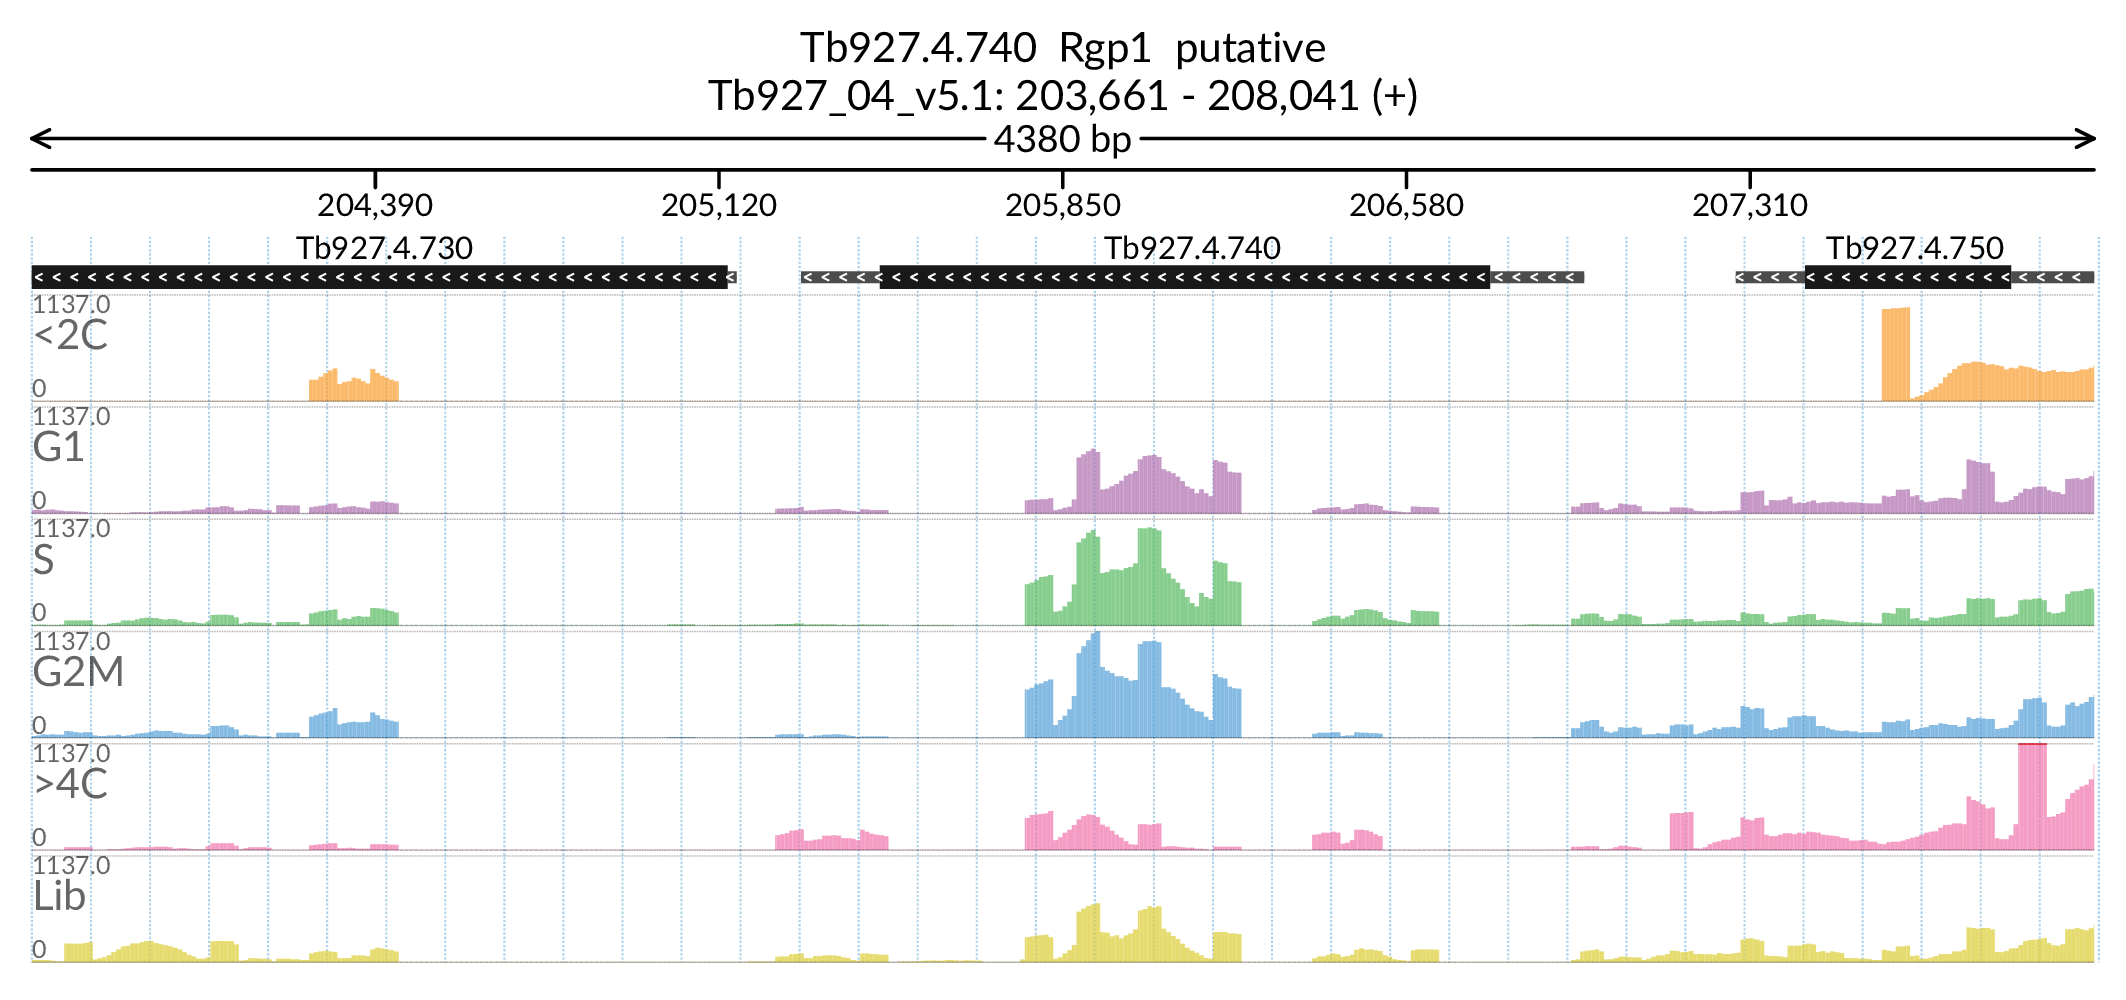 Tb927.4.740 Rgp1 putative
Tb927_04_v5.1: 203,661 - 208,041 (+)
4380 bp
204,390 205,120 205,850 206,580 207,310
Tb927.4.730 Tb927.4.740 Tb927.4.750
1137.0
<2C
0
1137.0
G1
0
1137.0
S
0
1137.0
G2M
0
1137.0
>4C
0
1137.0
Lib
0